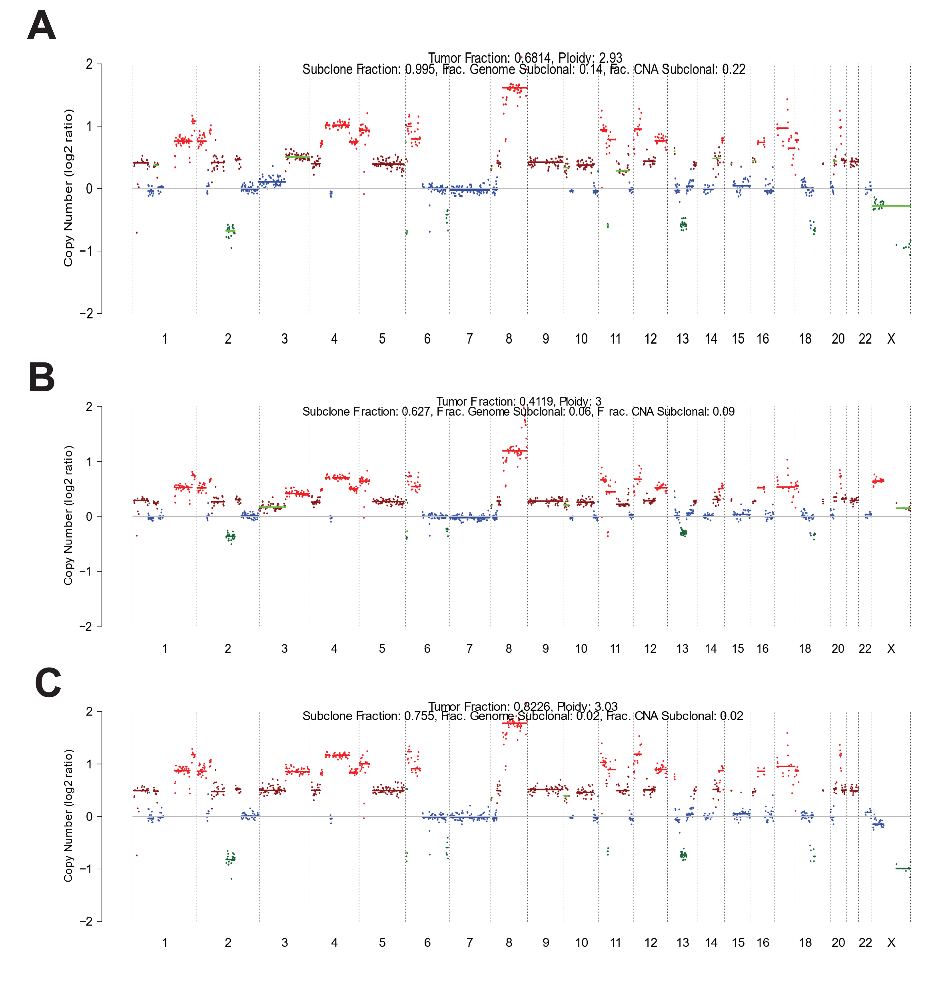 A
Tumor Fraction: 0.6814, Ploidy: 2.93
Subclone Fraction: 0.995, Frac. Genome Subclonal: 0.14, Frac. CNA Subclonal: 0.22
Copy Number (log2 ratio)
2
1
0
−1
−2
1 2 3 4 5 6 7 8 9 10 11 12 13 14 15 16 18 20 22 X
B
Tumor Fraction: 0.4119, Ploidy: 3
Subclone Fraction: 0.627, Frac. Genome Subclonal: 0.06, F rac. CNA Subclonal: 0.09
Copy Number (log2 ratio)
2
1
0
−1
−2
1 2 3 4 5 6 7 8 9 10 11 12 13 14 15 16 18 20 22 X
C
Tumor Fraction: 0.8226, Ploidy: 3.03
Subclone Fraction: 0.755, Frac. Genome Subclonal: 0.02, Frac. CNA Subclonal: 0.02
Copy Number (log2 ratio)
2
1
0
−1
−2
1 2 3 4 5 6 7 8 9 10 11 12 13 14 15 16 18 20 22 X